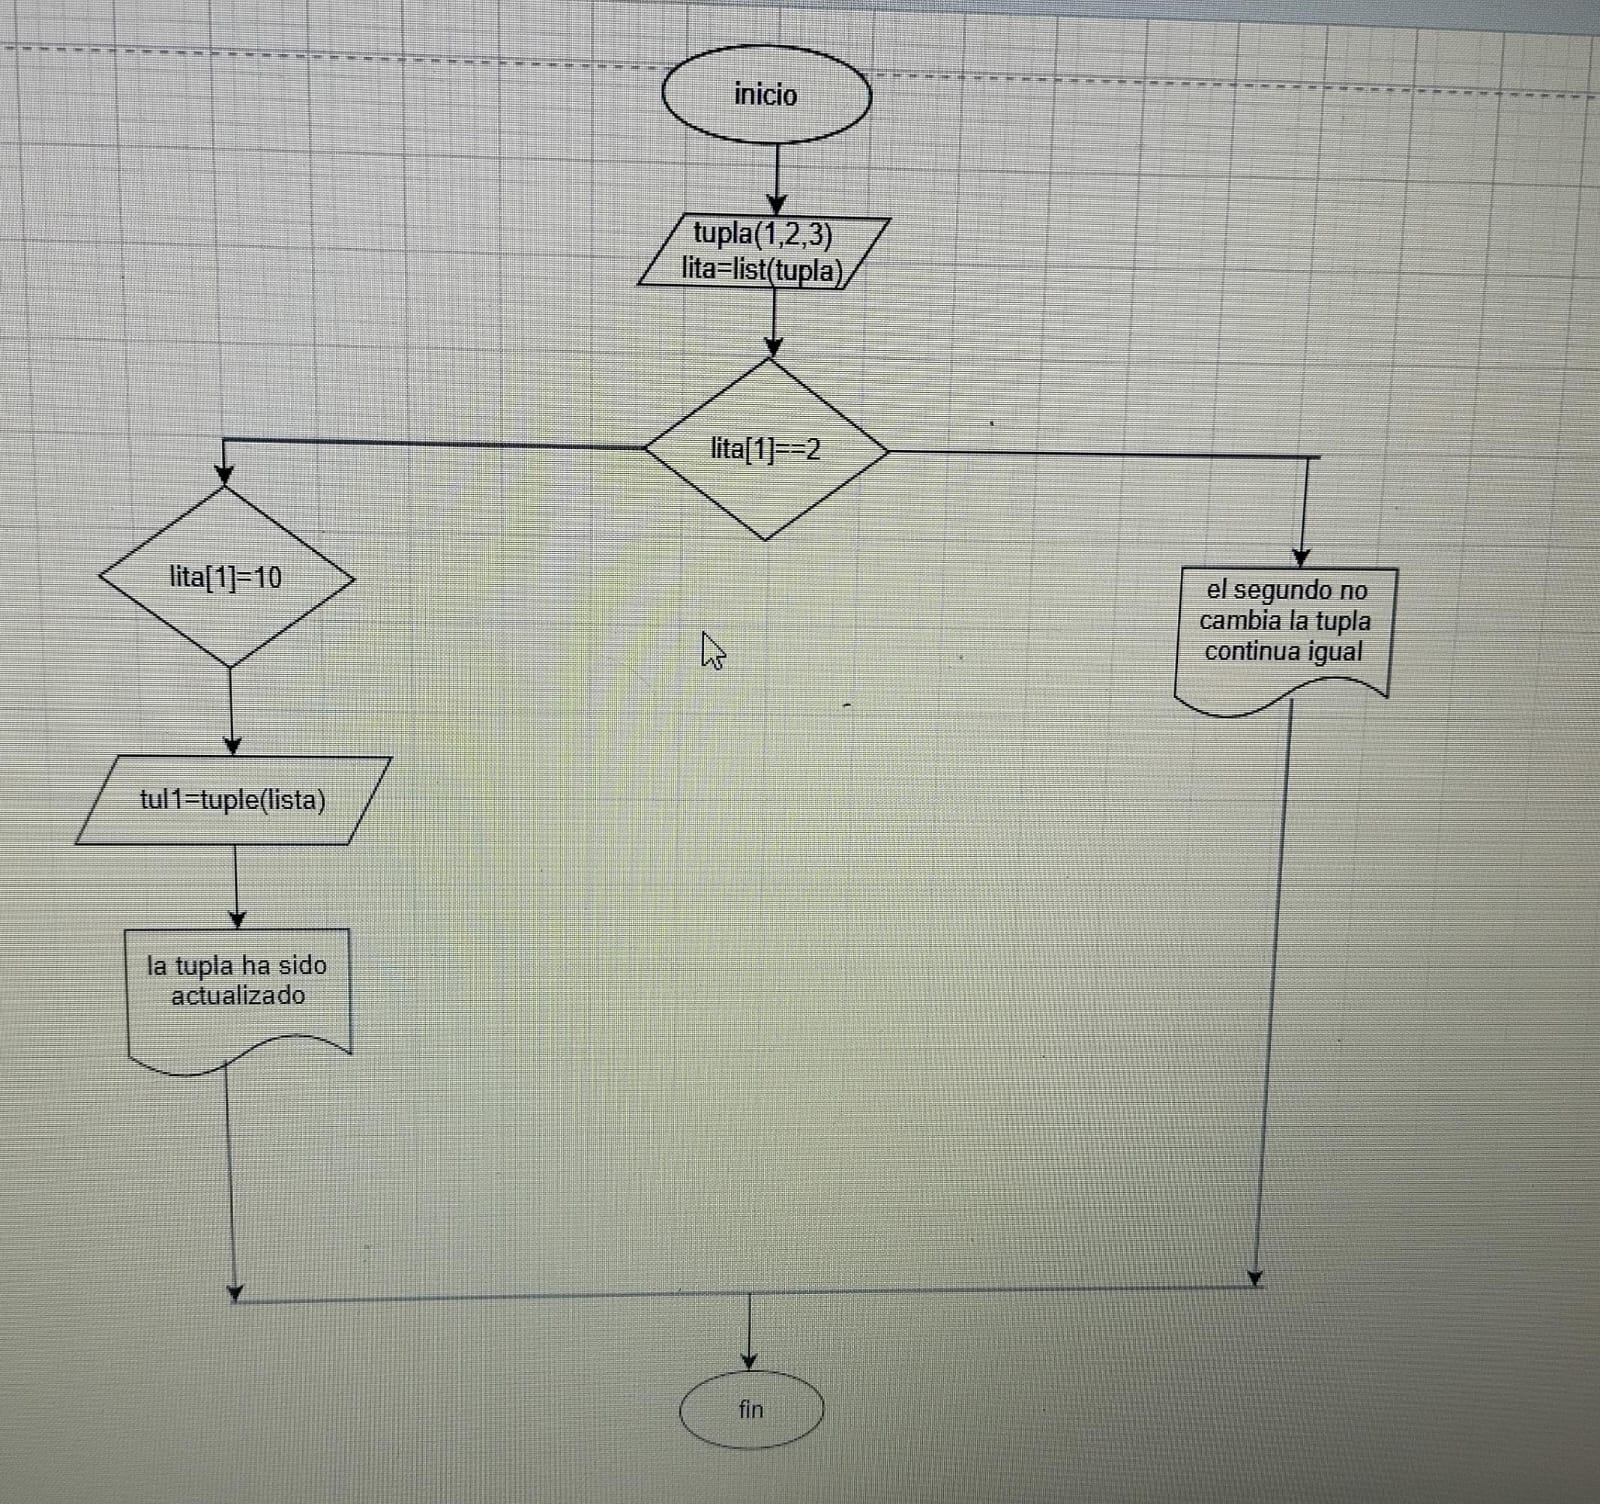 inicio
tupla(1,2,3)
lita=list(tupla)
lita[1]==2
lita[1]=10
el segundo no
cambia la tupla
continua igual
tul1=tuple(lista)
la tupla ha sido
actualizado
fin